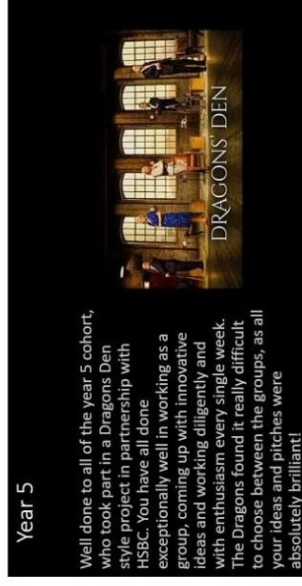 Year 5
Well done to all of the year 5 cohort,
who took part in a Dragons Den
style project in partnership with
HSBC. You have all done
exceptionally well in working as a
group, coming up with innovative
ideas and working diligently and
with enthusiasm every single week.
The Dragons found it really difficult
to choose between the groups, as all
your ideas and pitches were
absolutely brilliant!
DRAGONS' DEN